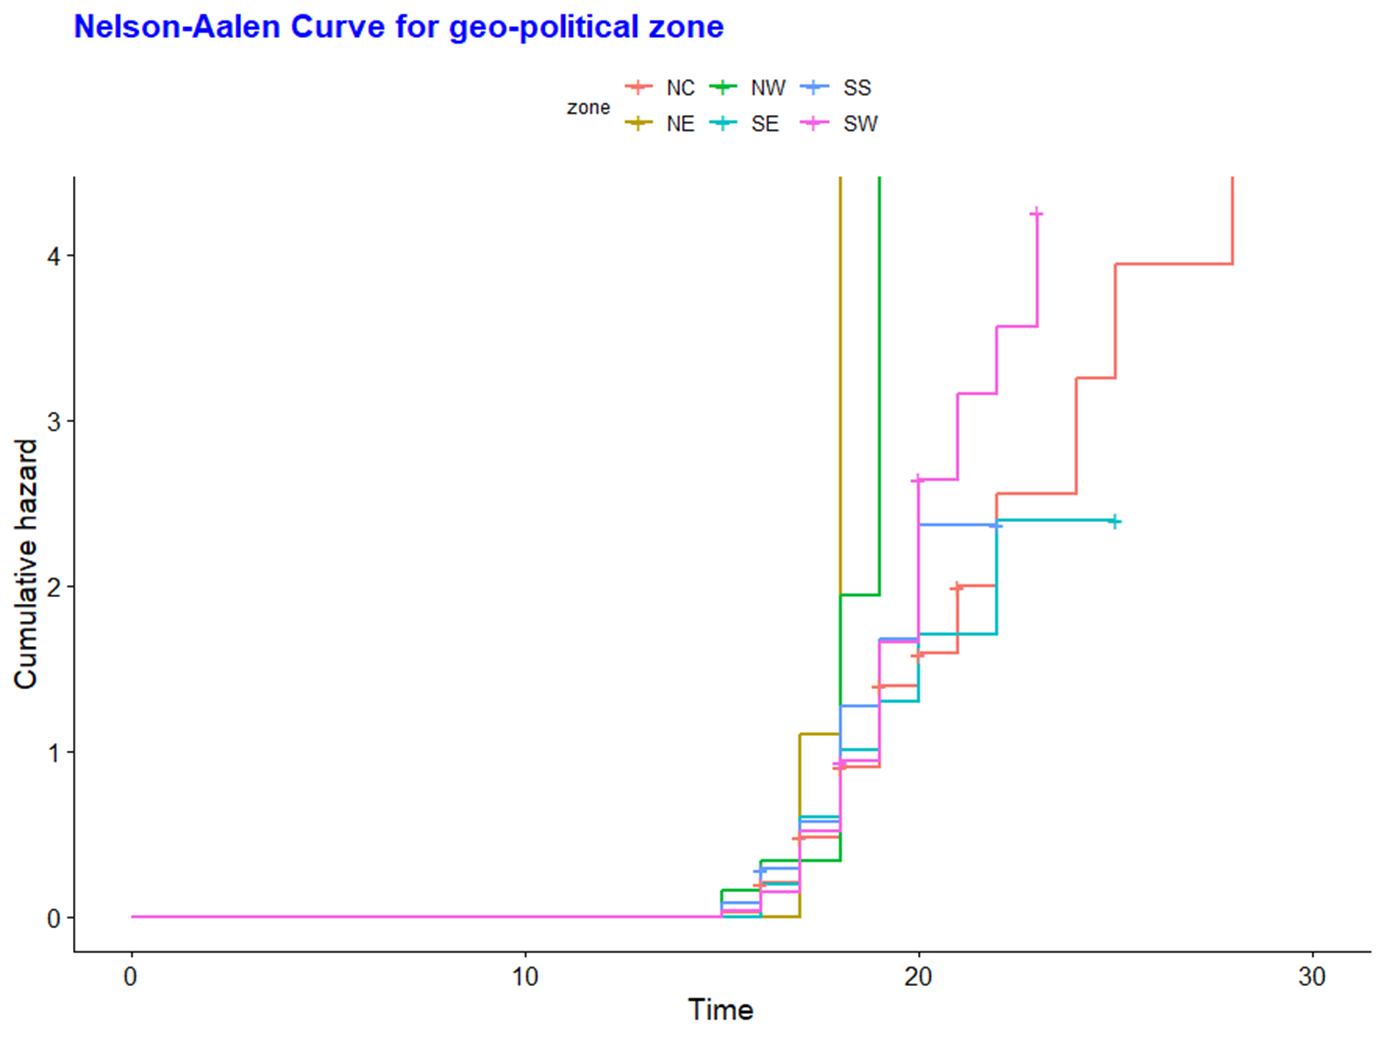 Nelson-Aalen Curve for geo-political zone
zone
NC NW SS
NE SE SW
4
3
2
1
0
Cumulative hazard
0 10 20 30
Time